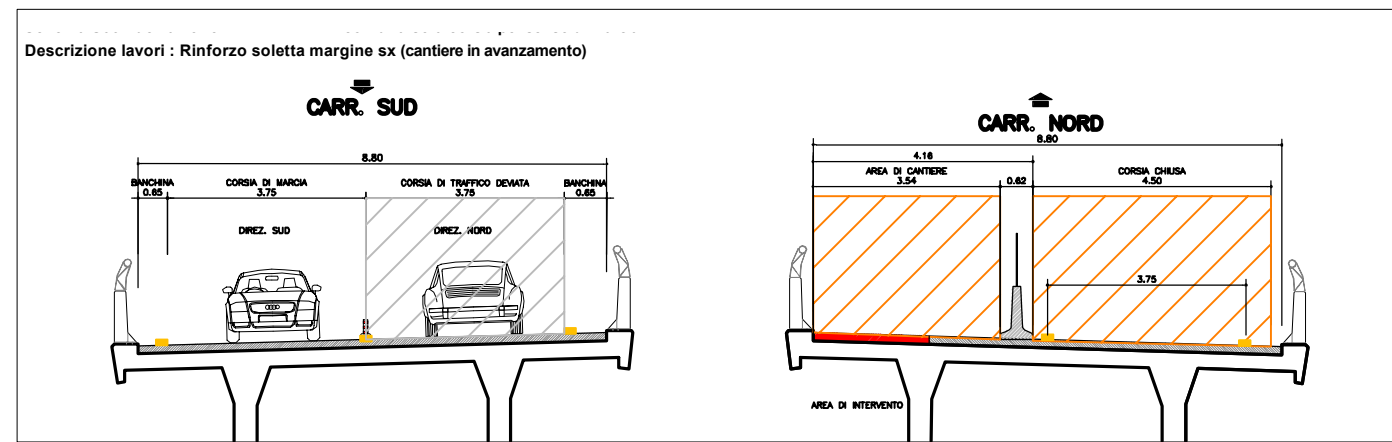 Descrizione lavori : Rinforzo soletta margine sx (cantiere in avanzamento)
CARR. SUD
8.80
BANCHINA
0.65
CORSIA DI MARCIA
3.75
CORSIA DI TRAFFICO DEVIATA
3.75
BANCHINA
0.65
DIREZ. SUD
DIREZ. NORD
CARR. NORD
8.80
4.16
AREA DI CANTIERE
3.54
0.62
CORSIA CHIUSA
4.50
3.75
AREA DI INTERVENTO